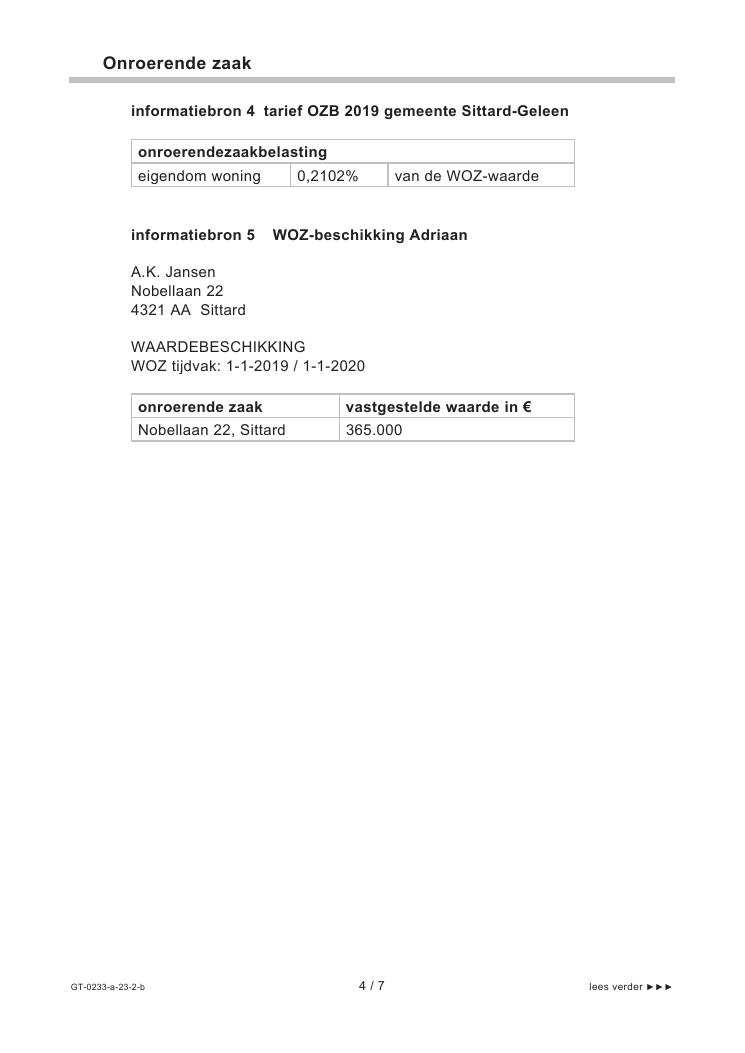 Onroerende zaak
informatiebron 4  tarief OZB 2019 gemeente Sittard-Geleen
onroerendezaakbelasting
eigendom woning 0,2102% van de WOZ-waarde
informatiebron 5    WOZ-beschikking Adriaan
A.K. Jansen
Nobellaan 22
4321 AA  Sittard
WAARDEBESCHIKKING
WOZ tijdvak: 1-1-2019 / 1-1-2020
onroerende zaak vastgestelde waarde in €
Nobellaan 22, Sittard 365.000
GT-0233-a-23-2-b 4 / 7 lees verder ►►►